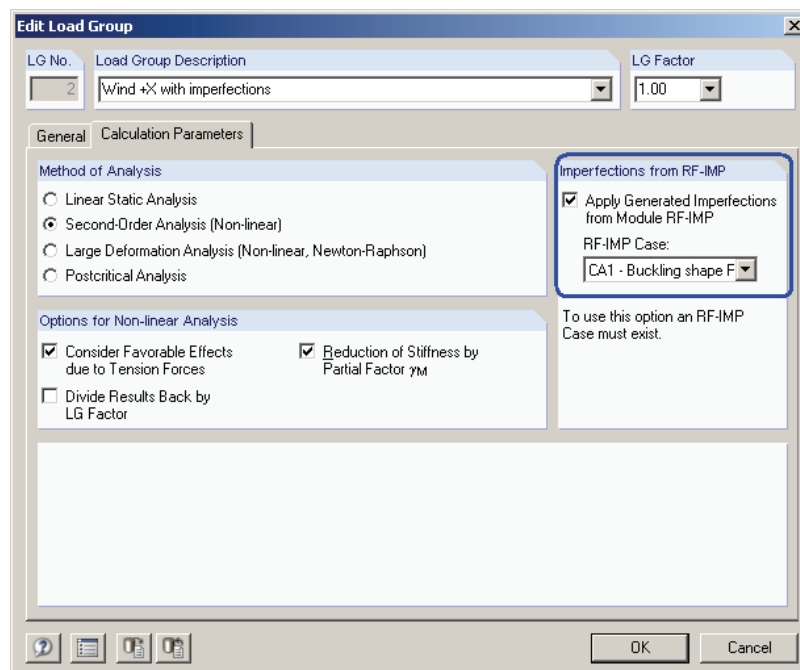 Edit Load Group
LG No.
Load Group Description
LG Factor
2
Wind +X with imperfections
1.00
General
Calculation Parameters
Method of Analysis
Linear Static Analysis
Second-Order Analysis (Non-linear)
Large Deformation Analysis (Non-linear, Newton-Raphson)
Postcritical Analysis
Options for Non-linear Analysis
Consider Favorable Effects
due to Tension Forces
Divide Results Back by
LG Factor
Reduction of Stiffness by
Partial Factor γM
Imperfections from RF-IMP
Apply Generated Imperfections
from Module RF-IMP
RF-IMP Case:
CA1 - Buckling shape F
To use this option an RF-IMP
Case must exist.
OK
Cancel